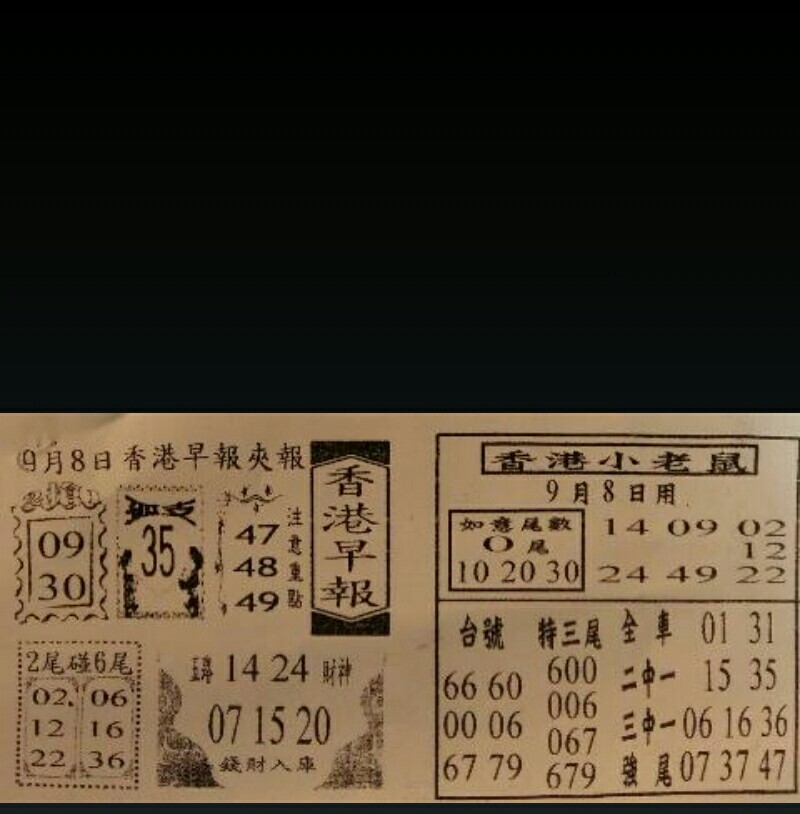 9月8日香港早報夾報
香港早報
09
30
孤支
35
47
48
49
注意重點
2尾碰6尾
02 06
12 16
22 36
14 24 財神
07 15 20
錢財入庫
香港小老鼠
9月8日用
如意尾數
0尾
10 20 30
14 09 02
12
24 49 22
台號 特三尾 全車 01 31
66 60 600 二中一 15 35
00 06 006 三中一 06 16 36
067
67 79 679 強尾 07 37 47